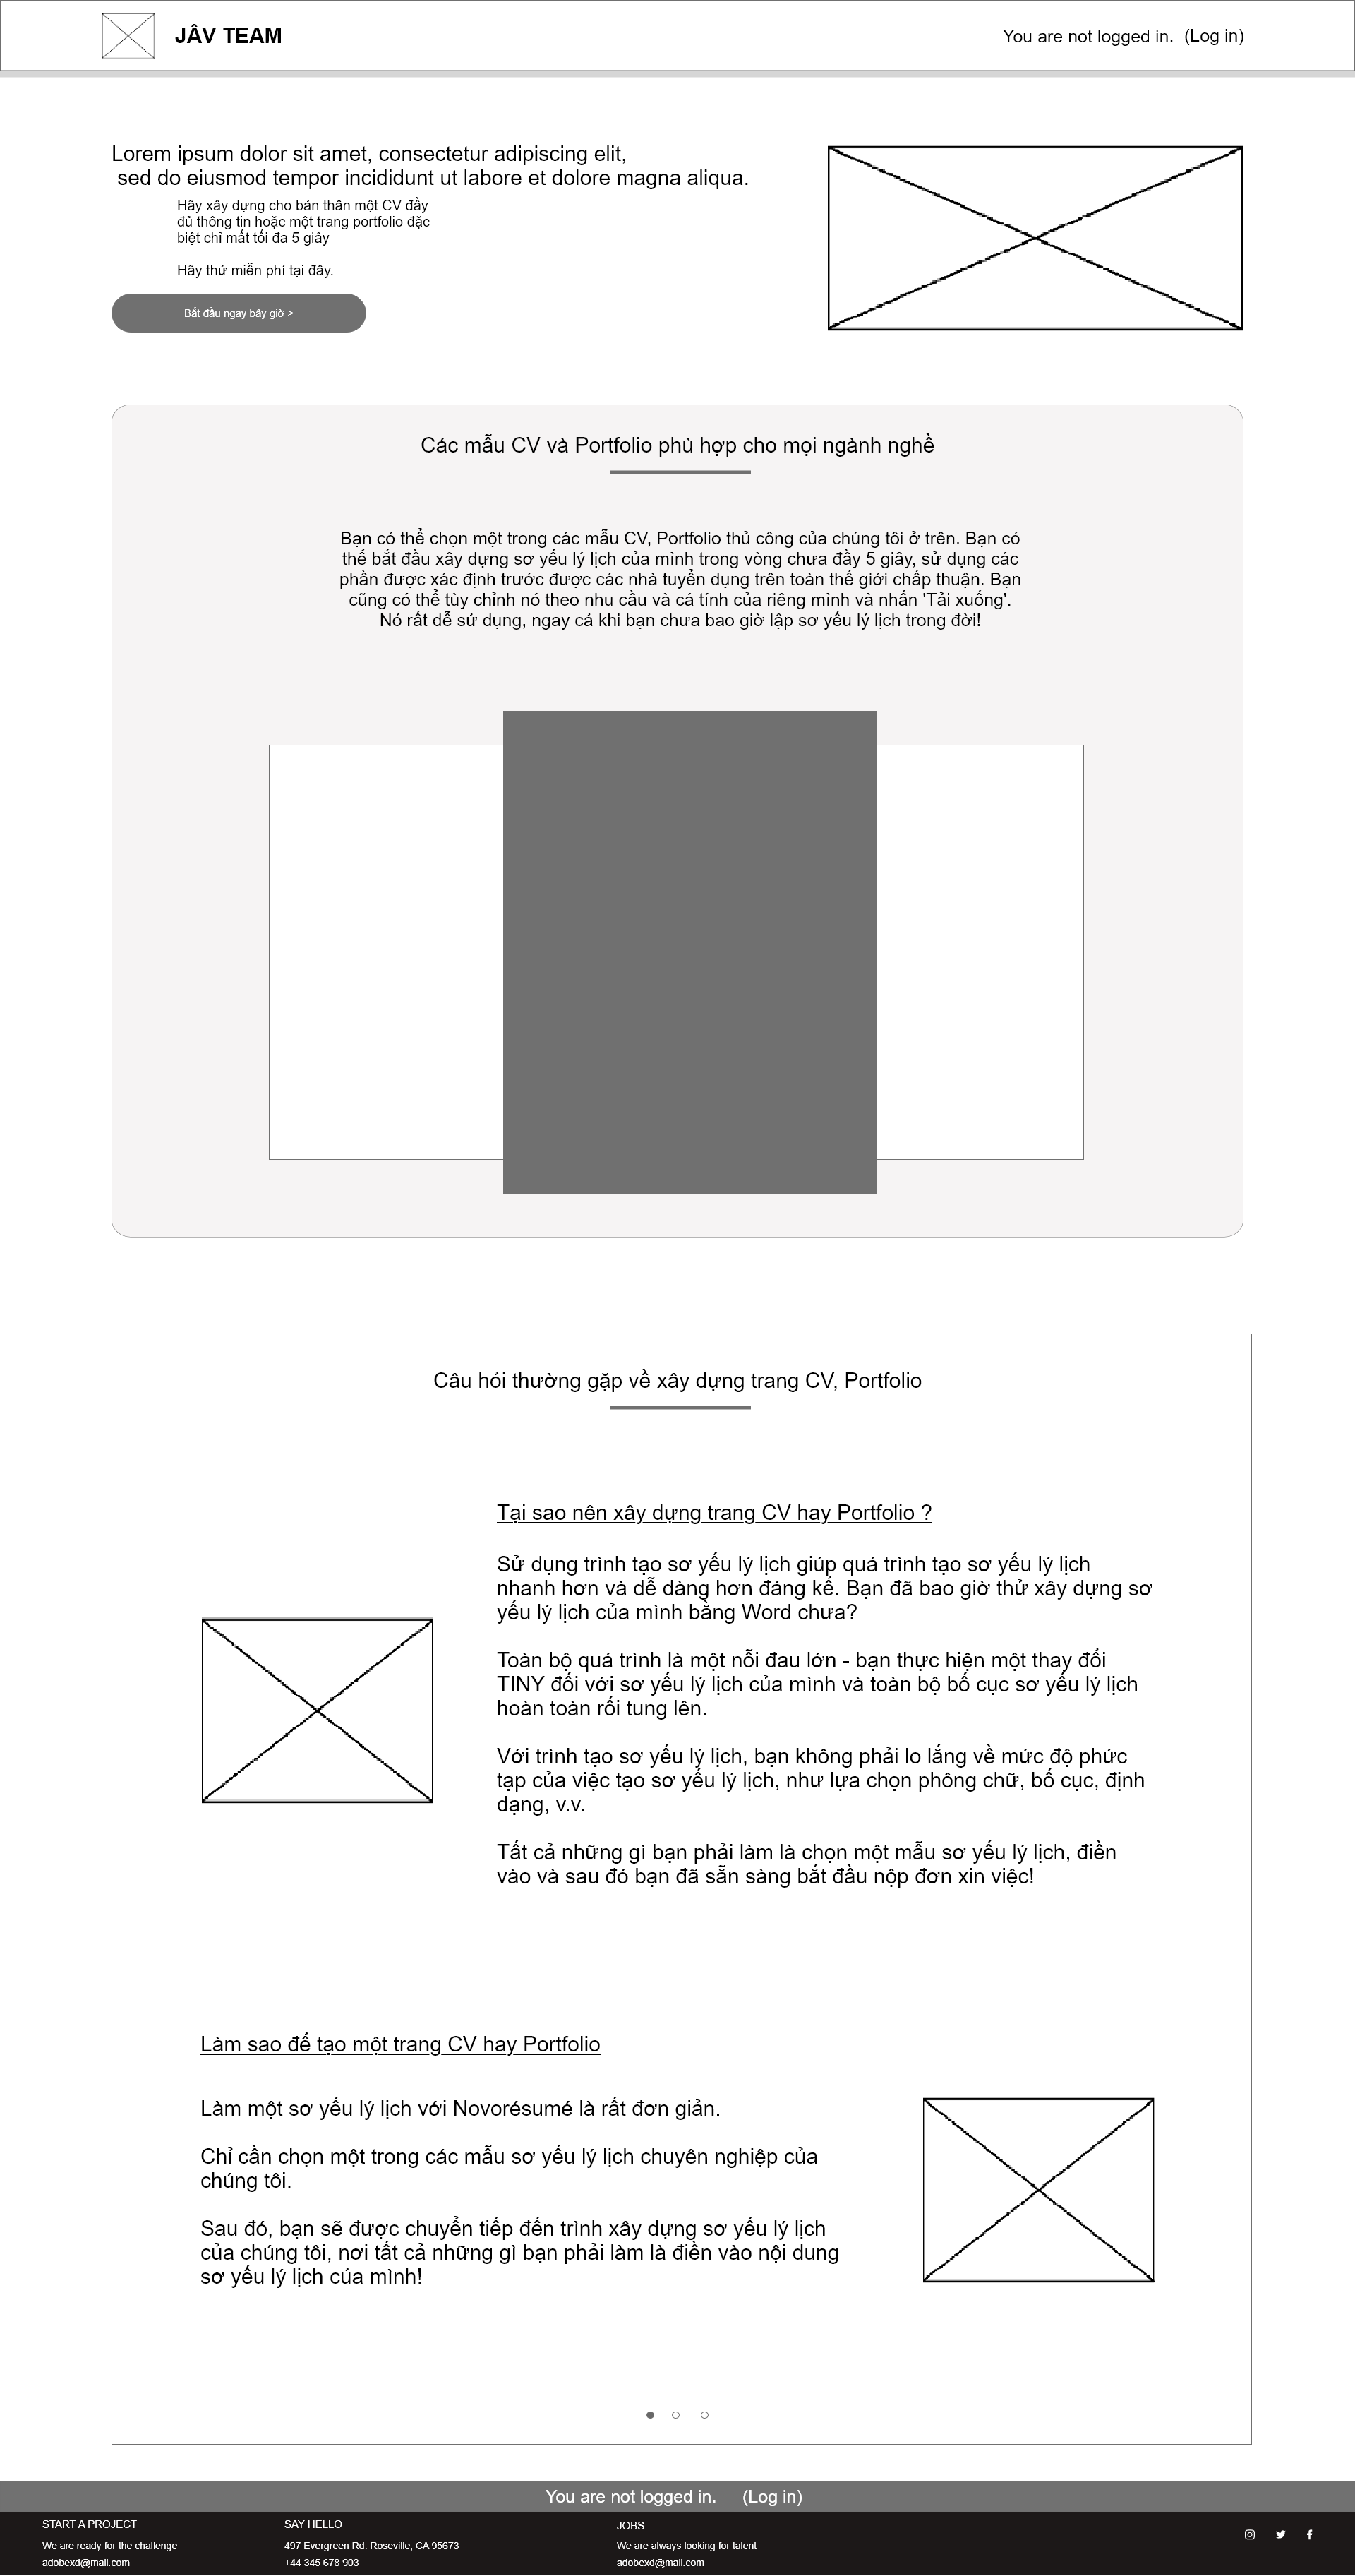 JÂV TEAM
You are not logged in. (Log in)
Lorem ipsum dolor sit amet, consectetur adipiscing elit,
sed do eiusmod tempor incididunt ut labore et dolore magna aliqua.
Hãy xây dựng cho bản thân một CV đầy
đủ thông tin hoặc một trang portfolio đặc
biệt chỉ mất tối đa 5 giây
Hãy thử miễn phí tại đây.
Bắt đầu ngay bây giờ >
Các mẫu CV và Portfolio phù hợp cho mọi ngành nghề
Bạn có thể chọn một trong các mẫu CV, Portfolio thủ công của chúng tôi ở trên. Bạn có
thể bắt đầu xây dựng sơ yếu lý lịch của mình trong vòng chưa đầy 5 giây, sử dụng các
phần được xác định trước được các nhà tuyển dụng trên toàn thế giới chấp thuận. Bạn
cũng có thể tùy chỉnh nó theo nhu cầu và cá tính của riêng mình và nhấn 'Tải xuống'.
Nó rất dễ sử dụng, ngay cả khi bạn chưa bao giờ lập sơ yếu lý lịch trong đời!
Câu hỏi thường gặp về xây dựng trang CV, Portfolio
Tại sao nên xây dựng trang CV hay Portfolio ?
Sử dụng trình tạo sơ yếu lý lịch giúp quá trình tạo sơ yếu lý lịch
nhanh hơn và dễ dàng hơn đáng kể. Bạn đã bao giờ thử xây dựng sơ
yếu lý lịch của mình bằng Word chưa?
Toàn bộ quá trình là một nỗi đau lớn - bạn thực hiện một thay đổi
TINY đối với sơ yếu lý lịch của mình và toàn bộ bố cục sơ yếu lý lịch
hoàn toàn rối tung lên.
Với trình tạo sơ yếu lý lịch, bạn không phải lo lắng về mức độ phức
tạp của việc tạo sơ yếu lý lịch, như lựa chọn phông chữ, bố cục, định
dạng, v.v.
Tất cả những gì bạn phải làm là chọn một mẫu sơ yếu lý lịch, điền
vào và sau đó bạn đã sẵn sàng bắt đầu nộp đơn xin việc!
Làm sao để tạo một trang CV hay Portfolio
Làm một sơ yếu lý lịch với Novorésumé là rất đơn giản.
Chỉ cần chọn một trong các mẫu sơ yếu lý lịch chuyên nghiệp của
chúng tôi.
Sau đó, bạn sẽ được chuyển tiếp đến trình xây dựng sơ yếu lý lịch
của chúng tôi, nơi tất cả những gì bạn phải làm là điền vào nội dung
sơ yếu lý lịch của mình!
You are not logged in. (Log in)
START A PROJECT
We are ready for the challenge
adobexd@mail.com
SAY HELLO
497 Evergreen Rd. Roseville, CA 95673
+44 345 678 903
JOBS
We are always looking for talent
adobexd@mail.com